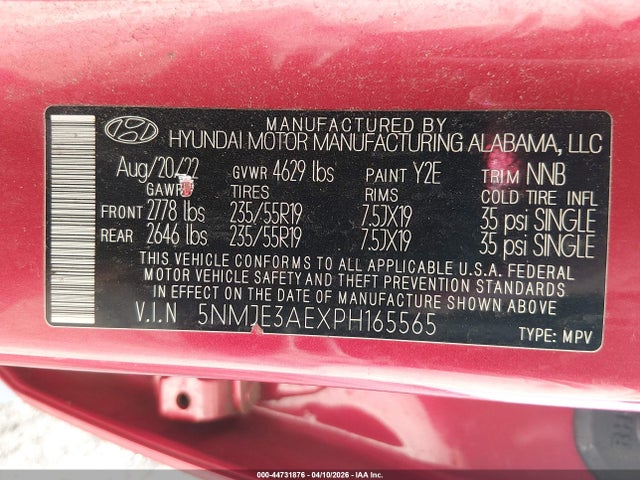 MANUFACTURED BY
HYUNDAI MOTOR MANUFACTURING ALABAMA, LLC
Aug/20/22 GVWR 4629 lbs PAINT Y2E TRIM NNB
GAWR TIRES RIMS COLD TIRE INFL
FRONT 2778 lbs 235/55R19 7.5JX19 35 psi SINGLE
REAR 2646 lbs 235/55R19 7.5JX19 35 psi SINGLE
THIS VEHICLE CONFORMS TO ALL APPLICABLE U.S.A. FEDERAL
MOTOR VEHICLE SAFETY AND THEFT PREVENTION STANDARDS
IN EFFECT ON THE DATE OF MANUFACTURE SHOWN ABOVE.
V.I.N 5NMJE3AEXPH165565
TYPE: MPV
000-44731876 - 04/10/2026 - IAA Inc.